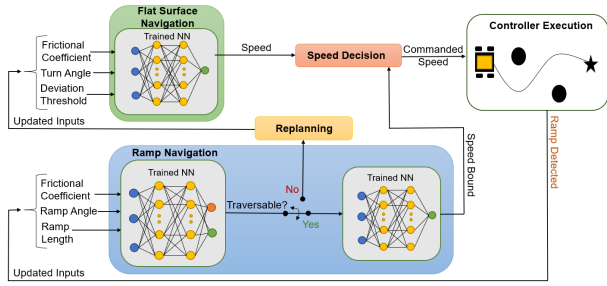 Flat Surface
Navigation
Trained NN
Frictional
Coefficient
Turn Angle
Deviation
Threshold
Updated Inputs
Speed
Speed Decision
Commanded
Speed
Controller Execution
Replanning
Ramp Detected
Speed Bound
Ramp Navigation
Trained NN
Frictional
Coefficient
Ramp Angle
Ramp
Length
Updated Inputs
Traversable?
No
Yes
Trained NN